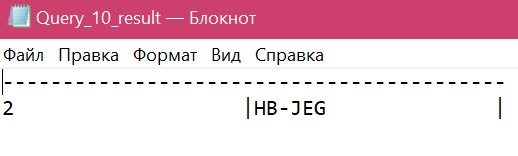 Query_10_result — Блокнот
Файл Правка Формат Вид Справка
------------------------------------------
2 |HB-JEG |